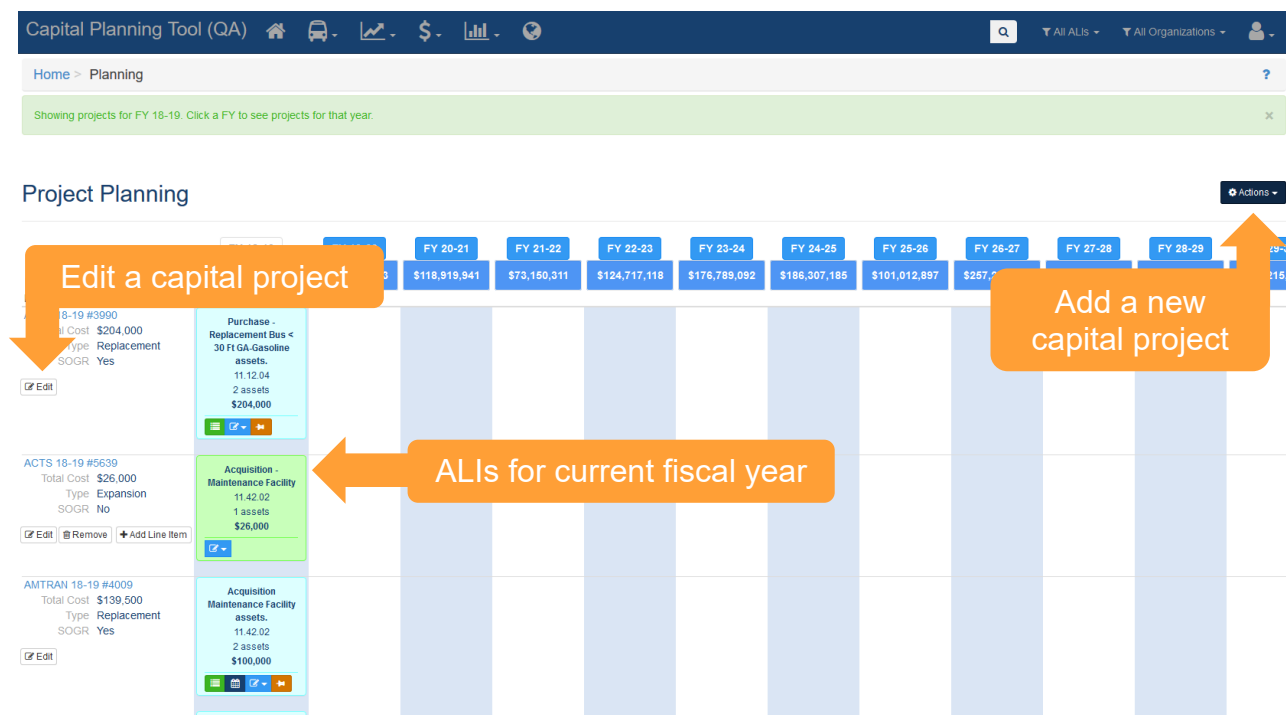 Capital Planning Tool (QA)
$
All ALIs
All Organizations
Home > Planning
?
Showing projects for FY 18-19. Click a FY to see projects for that year.
×
Project Planning
Actions
FY 20-21
FY 21-22
FY 22-23
FY 23-24
FY 24-25
FY 25-26
FY 26-27
FY 27-28
FY 28-29
$118,919,941
$73,150,311
$124,717,118
$176,789,092
$186,307,185
$101,012,897
Edit a capital project
Add a new
capital project
18-19 #3990
Cost $204,000
Type Replacement
SOGR Yes
Edit
Purchase -
Replacement Bus <
30 Ft GA-Gasoline
assets.
11.12.04
2 assets
$204,000
ALIs for current fiscal year
ACTS 18-19 #5639
Total Cost $26,000
Type Expansion
SOGR No
Edit Remove + Add Line Item
Acquisition -
Maintenance Facility
11.42.02
1 assets
$26,000
AMTRAN 18-19 #4009
Total Cost $139,500
Type Replacement
SOGR Yes
Edit
Acquisition
Maintenance Facility
assets.
11.42.02
2 assets
$100,000